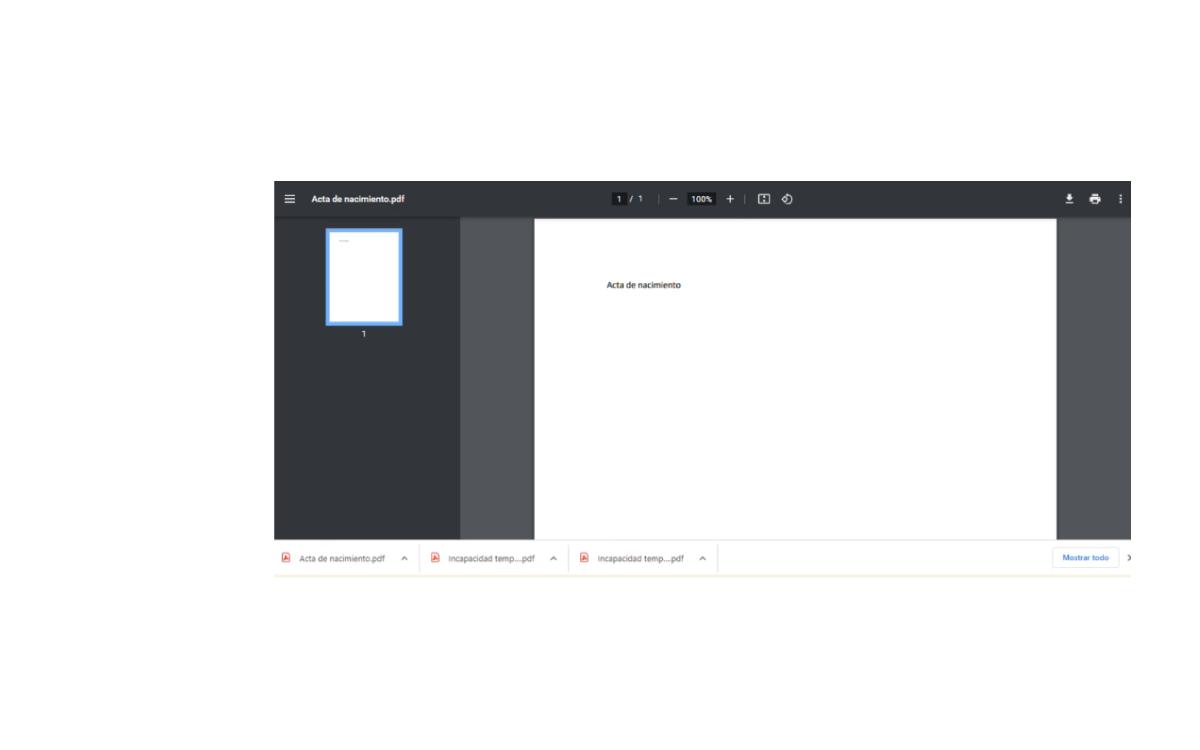 Acta de nacimiento.pdf
1 / 1
100%
1
Acta de nacimiento
Acta de nacimiento.pdf
Incapacidad temp....pdf
Incapacidad temp....pdf
Mostrar todo